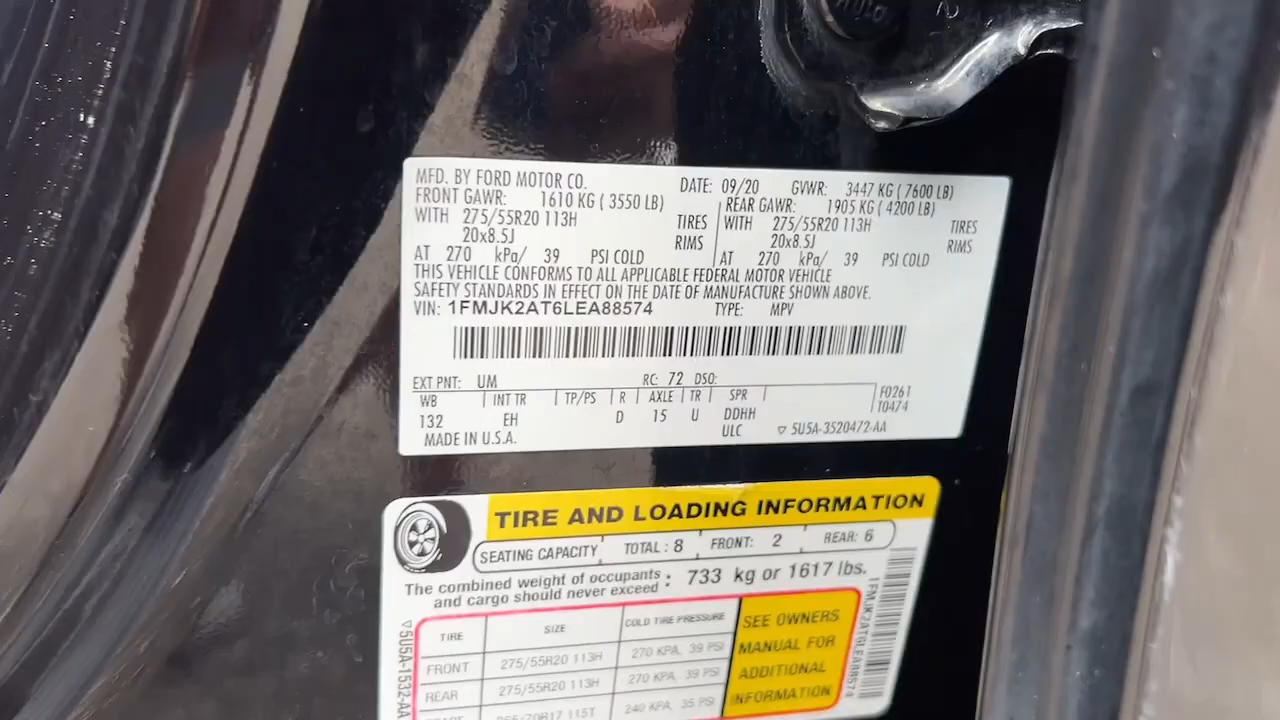 AUTO
MFD. BY FORD MOTOR CO.
DATE: 09/20 GVWR: 3447 KG ( 7600 LB)
FRONT GAWR: 1610 KG ( 3550 LB)
REAR GAWR: 1905 KG ( 4200 LB)
WITH 275/55R20 113H TIRES
WITH 275/55R20 113H TIRES
20x8.5J RIMS
20x8.5J RIMS
AT 270 kPa/ 39 PSI COLD
AT 270 kPa/ 39 PSI COLD
THIS VEHICLE CONFORMS TO ALL APPLICABLE FEDERAL MOTOR VEHICLE
SAFETY STANDARDS IN EFFECT ON THE DATE OF MANUFACTURE SHOWN ABOVE.
VIN: 1FMJK2AT6LEA88574 TYPE: MPV
EXT PNT: UM RC: 72 DSO:
WB INT TR TP/PS R AXLE TR SPR F0261
132 EH D 15 U DDHH T0474
MADE IN U.S.A. ULC ▽ 5U5A-3520472-AA
TIRE AND LOADING INFORMATION
SEATING CAPACITY TOTAL : 8 FRONT: 2 REAR: 6
The combined weight of occupants and cargo should never exceed : 733 kg or 1617 lbs.
TIRE SIZE COLD TIRE PRESSURE
FRONT 275/55R20 113H 270 KPA, 39 PSI
REAR 275/55R20 113H 270 KPA, 39 PSI
115T 240 KPA, 35 PSI
SEE OWNERS
MANUAL FOR
ADDITIONAL
INFORMATION
▽5U5A-1532-AA
1FMJK2AT6LEA88574